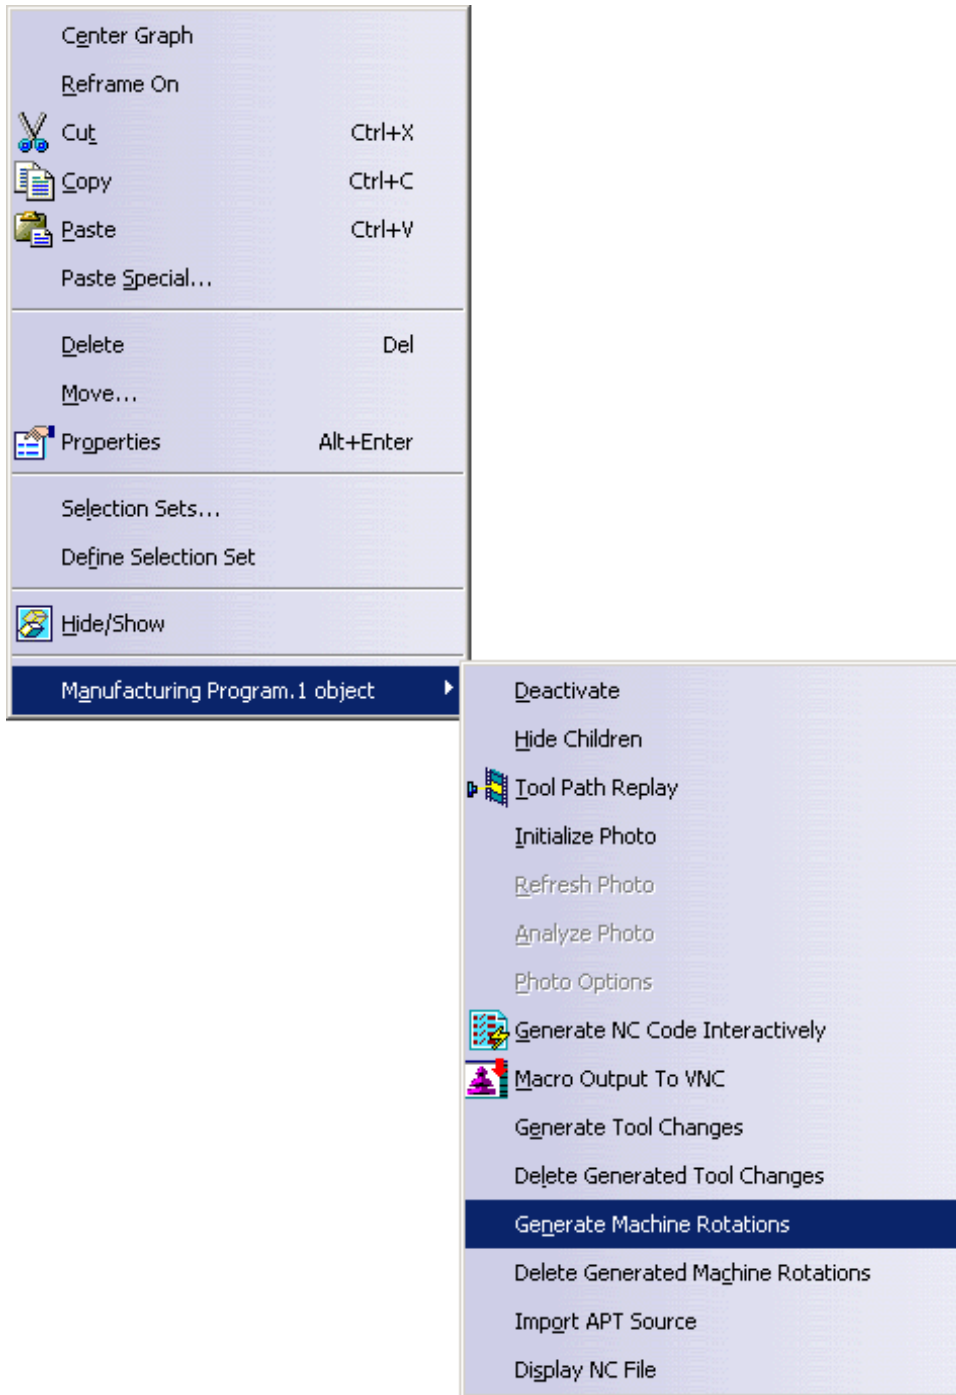 Center Graph
Reframe On
Cut Ctrl+X
Copy Ctrl+C
Paste Ctrl+V
Paste Special...
Delete Del
Move...
Properties Alt+Enter
Selection Sets...
Define Selection Set
Hide/Show
Manufacturing Program.1 object
Deactivate
Hide Children
Tool Path Replay
Initialize Photo
Refresh Photo
Analyze Photo
Photo Options
Generate NC Code Interactively
Macro Output To VNC
Generate Tool Changes
Delete Generated Tool Changes
Generate Machine Rotations
Delete Generated Machine Rotations
Import APT Source
Display NC File